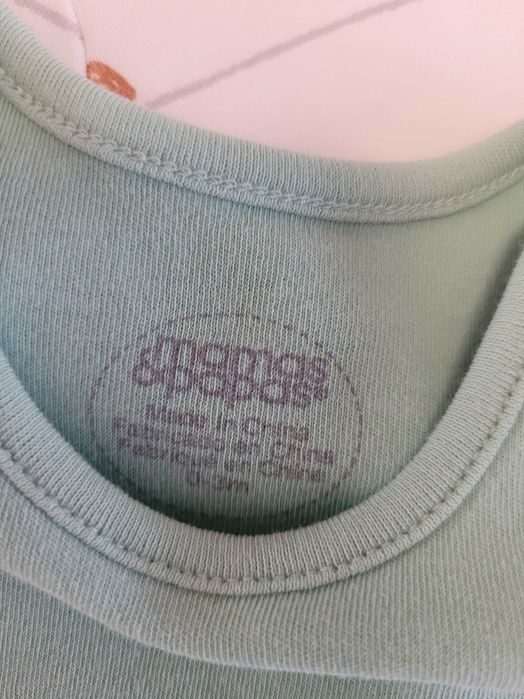 mamas
&papas®
Made in China
Fabricado en China
Fabriqué en Chine
0-3m